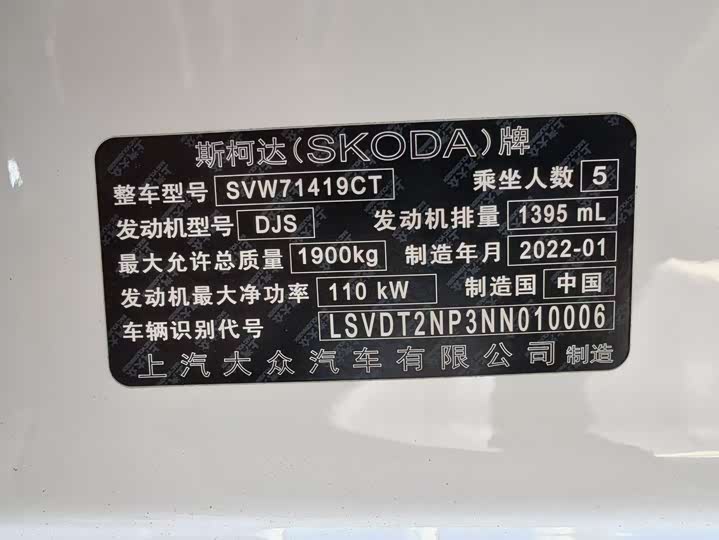 斯柯达(SKODA)牌
整车型号 SVW71419CT 乘坐人数 5
发动机型号 DJS 发动机排量 1395 mL
最大允许总质量 1900kg 制造年月 2022-01
发动机最大净功率 110 kW 制造国 中国
车辆识别代号 LSVDT2NP3NN010006
上汽大众汽车有限公司 制造